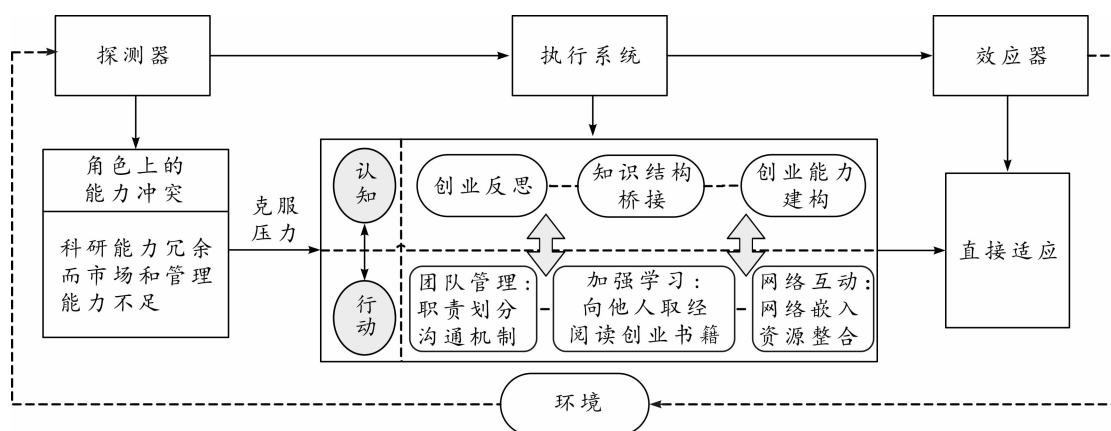 探测器
执行系统
效应器
角色上的
能力冲突
科研能力冗余
而市场和管理
能力不足
克服
压力
认知
行动
创业反思
知识结构
桥接
创业能力
建构
团队管理:
职责划分
沟通机制
加强学习:
向他人取经
阅读创业书籍
网络互动:
网络嵌入
资源整合
直接适应
环境